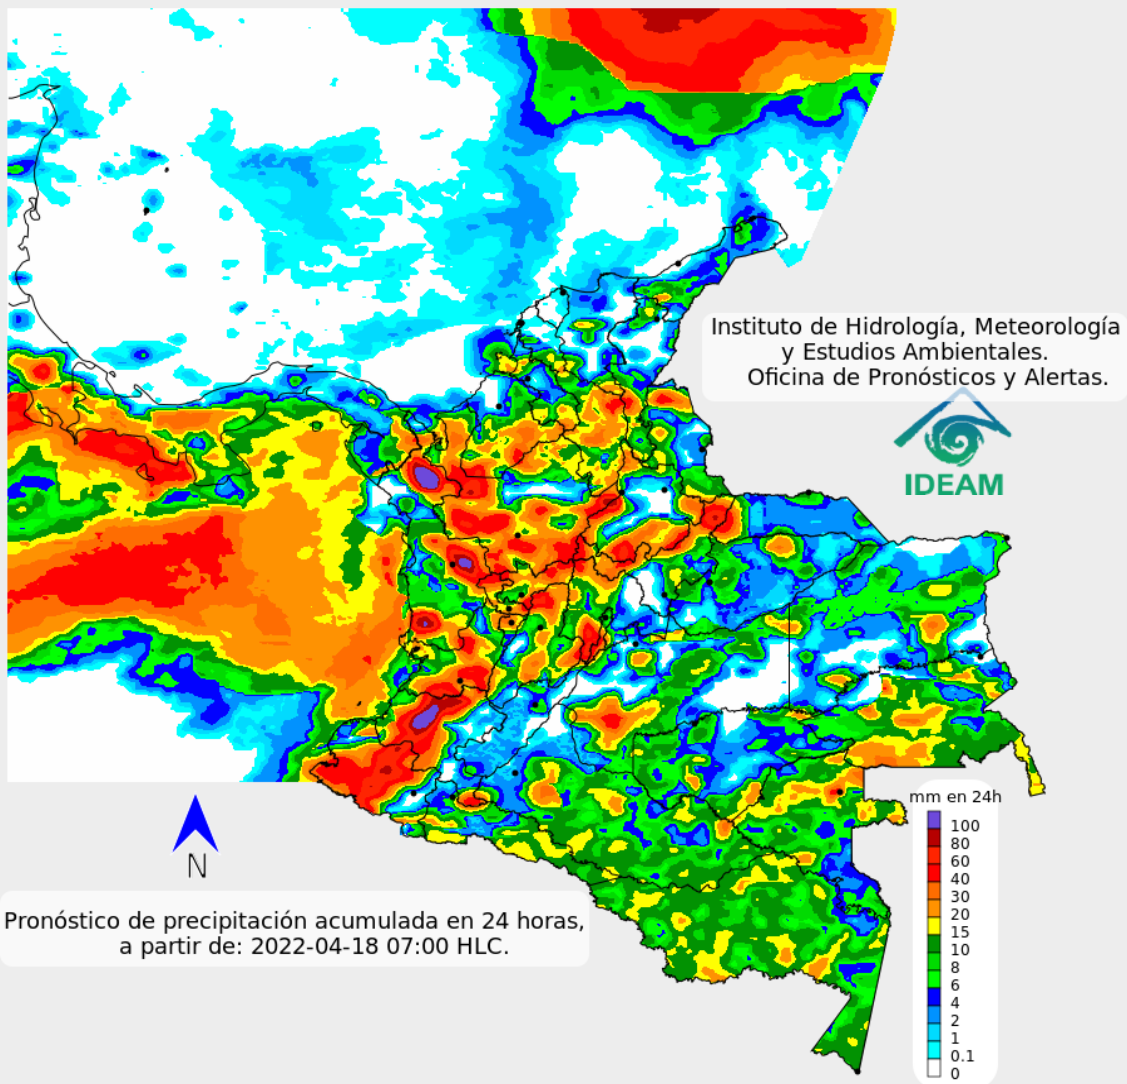 Instituto de Hidrología, Meteorología
y Estudios Ambientales.
Oficina de Pronósticos y Alertas.
IDEAM
mm en 24h
100
80
60
40
30
20
15
10
8
6
4
2
1
0.1
0
N
Pronóstico de precipitación acumulada en 24 horas,
a partir de: 2022-04-18 07:00 HLC.